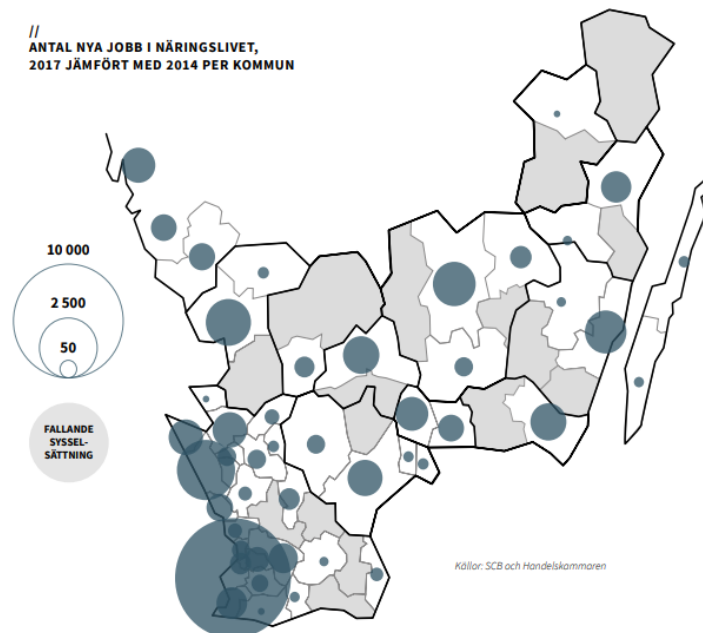 //
ANTAL NYA JOBB I NÄRINGSLIVET,
2017 JÄMFÖRT MED 2014 PER KOMMUN
10 000
2 500
50
FALLANDE
SYSSEL-
SÄTTNING
Källor: SCB och Handelskammaren